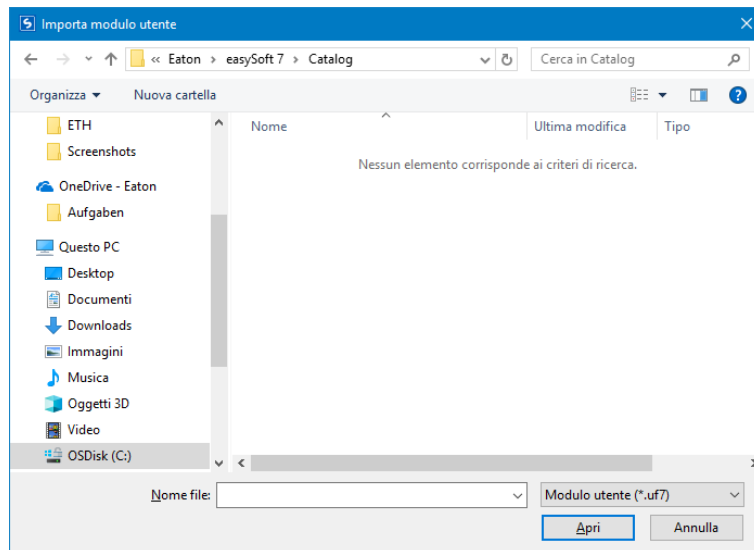 Importa modulo utente
« Eaton > easySoft 7 > Catalog
Cerca in Catalog
Organizza
Nuova cartella
ETH
Screenshots
OneDrive - Eaton
Aufgaben
Questo PC
Desktop
Documenti
Downloads
Immagini
Musica
Oggetti 3D
Video
OSDisk (C:)
Nome
Ultima modifica
Tipo
Nessun elemento corrisponde ai criteri di ricerca.
Nome file:
Modulo utente (*.uf7)
Apri
Annulla